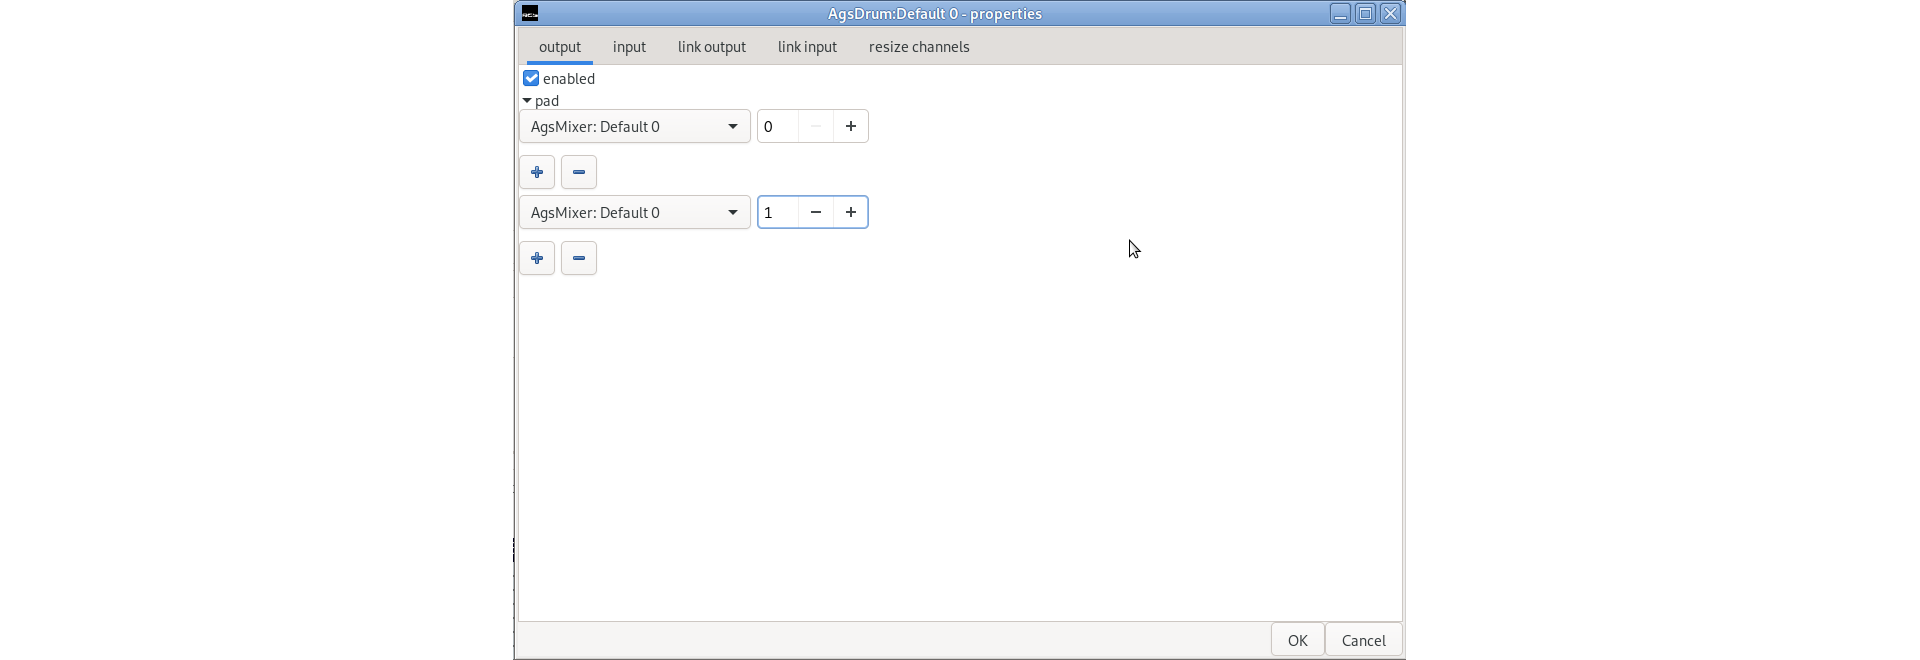 AgsDrum:Default 0 - properties
output input link output link input resize channels
enabled
pad
AgsMixer: Default 0 0
AgsMixer: Default 0 1
OK Cancel